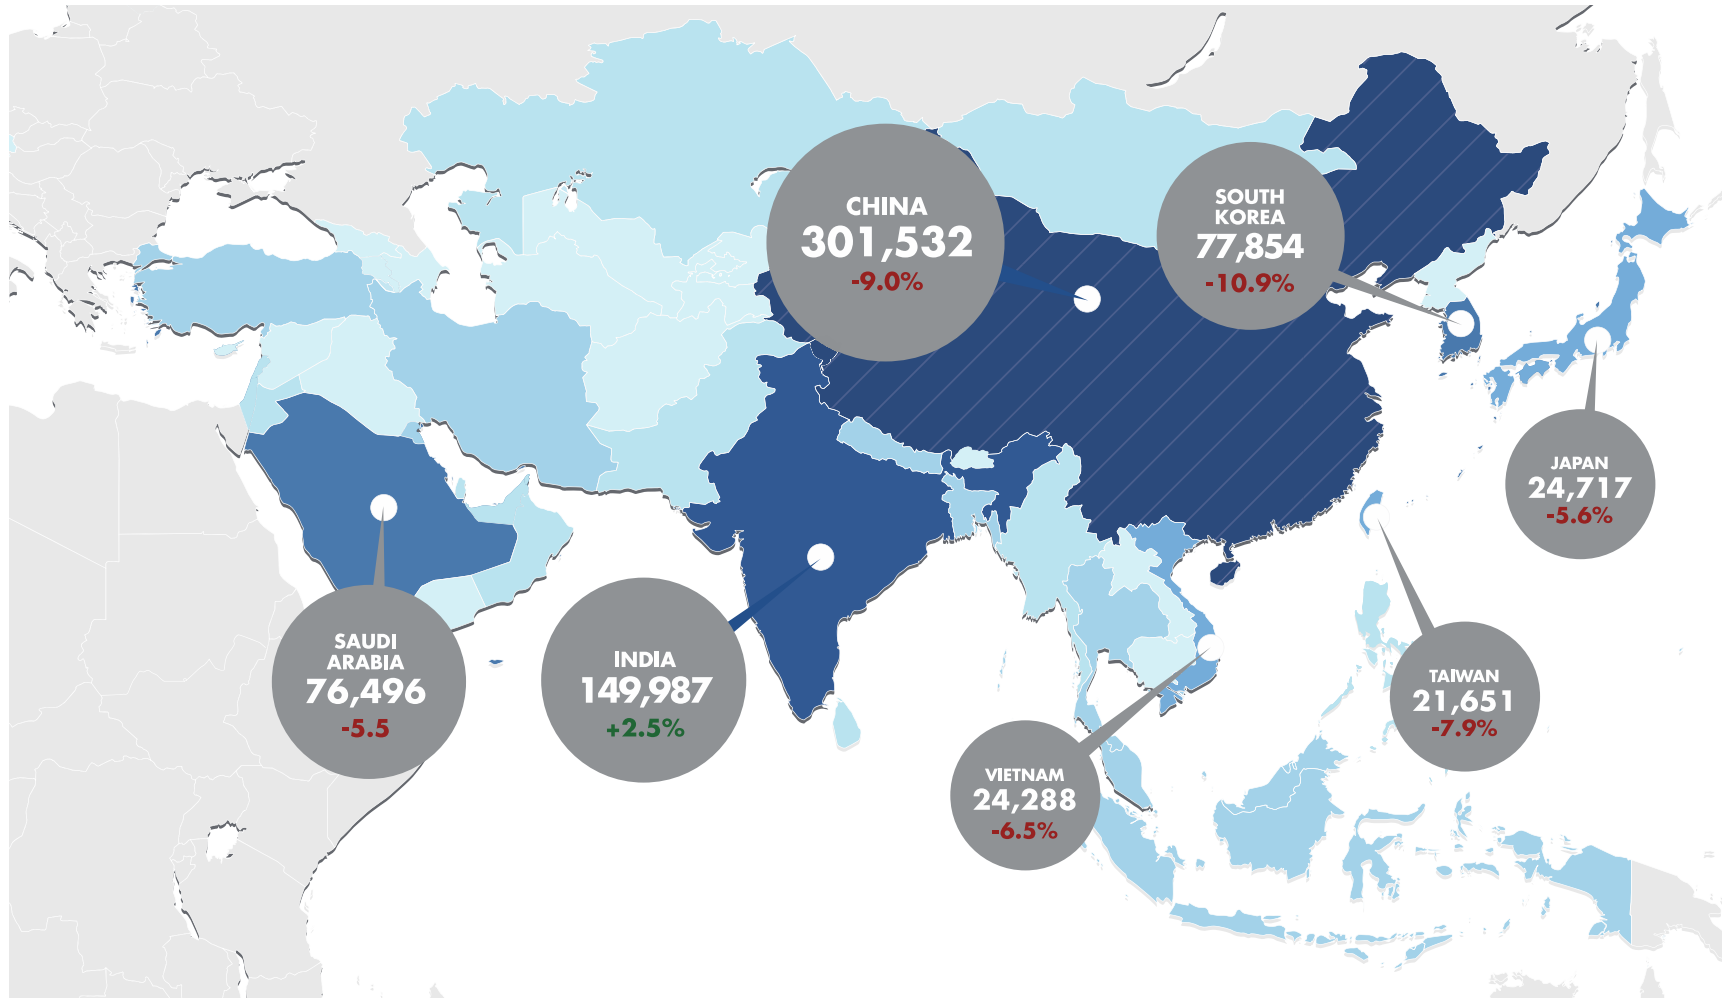 CHINA
301,532
-9.0%
SOUTH
KOREA
77,854
-10.9%
JAPAN
24,717
-5.6%
SAUDI
ARABIA
76,496
-5.5
INDIA
149,987
+2.5%
TAIWAN
21,651
-7.9%
VIETNAM
24,288
-6.5%